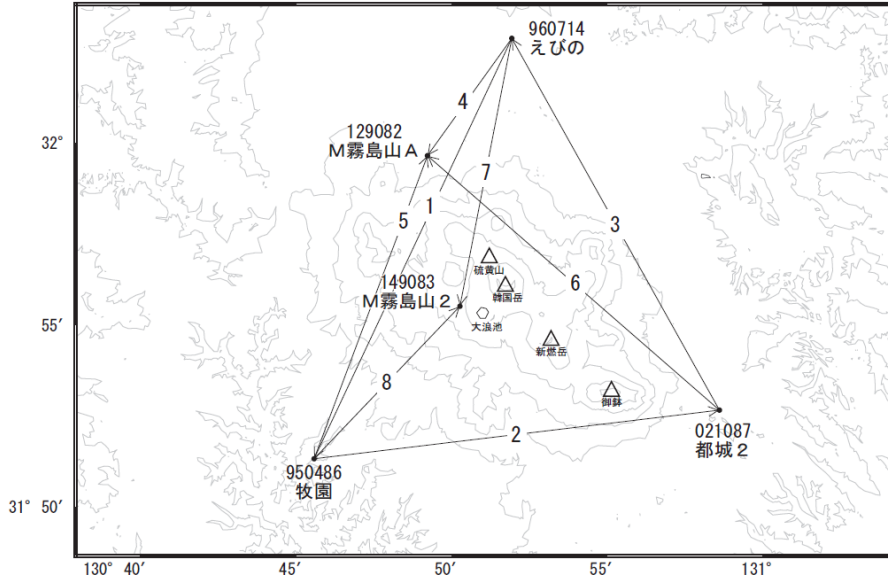 960714
えびの
4
129082
M霧島山A
32°
7
5
1
3
硫黄山
149083
M霧島山2
韓国岳
6
55′
大浪池
新燃岳
8
御鉢
2
021087
都城2
950486
牧園
31° 50′
130° 40′
45′
50′
55′
131°